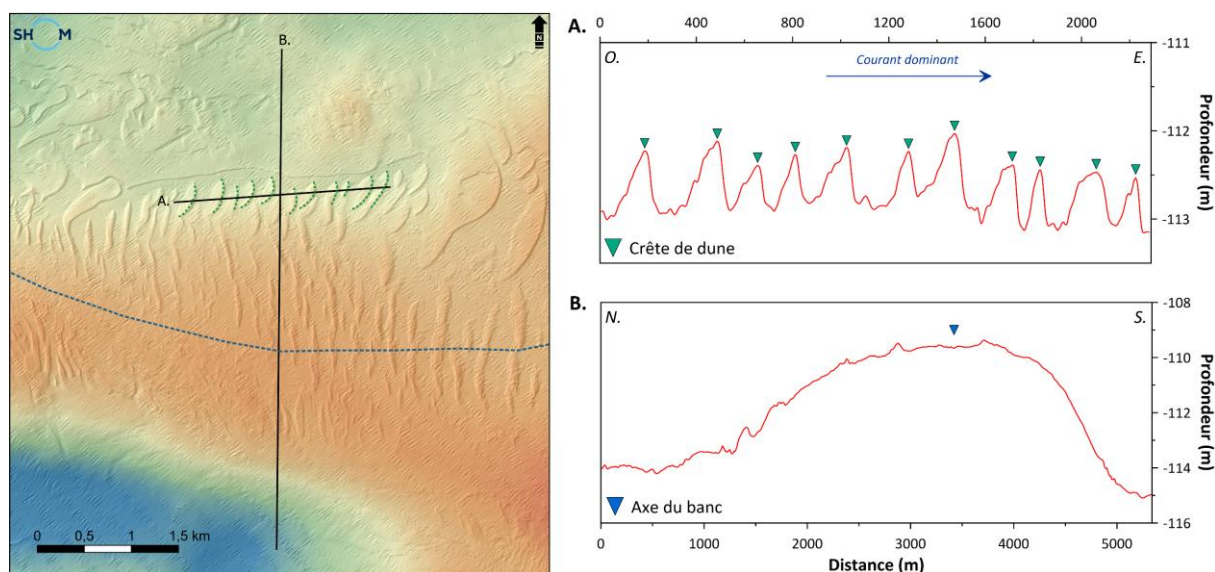 SH M
N
B.
A.
0 0,5 1 1,5 km
0 400 800 1200 1600 2000
A.
O. Courant dominant E.
-111
-112
-113
Profondeur (m)
Crête de dune
B.
N. S.
-108
-110
-112
-114
-116
Profondeur (m)
Axe du banc
0 1000 2000 3000 4000 5000
Distance (m)